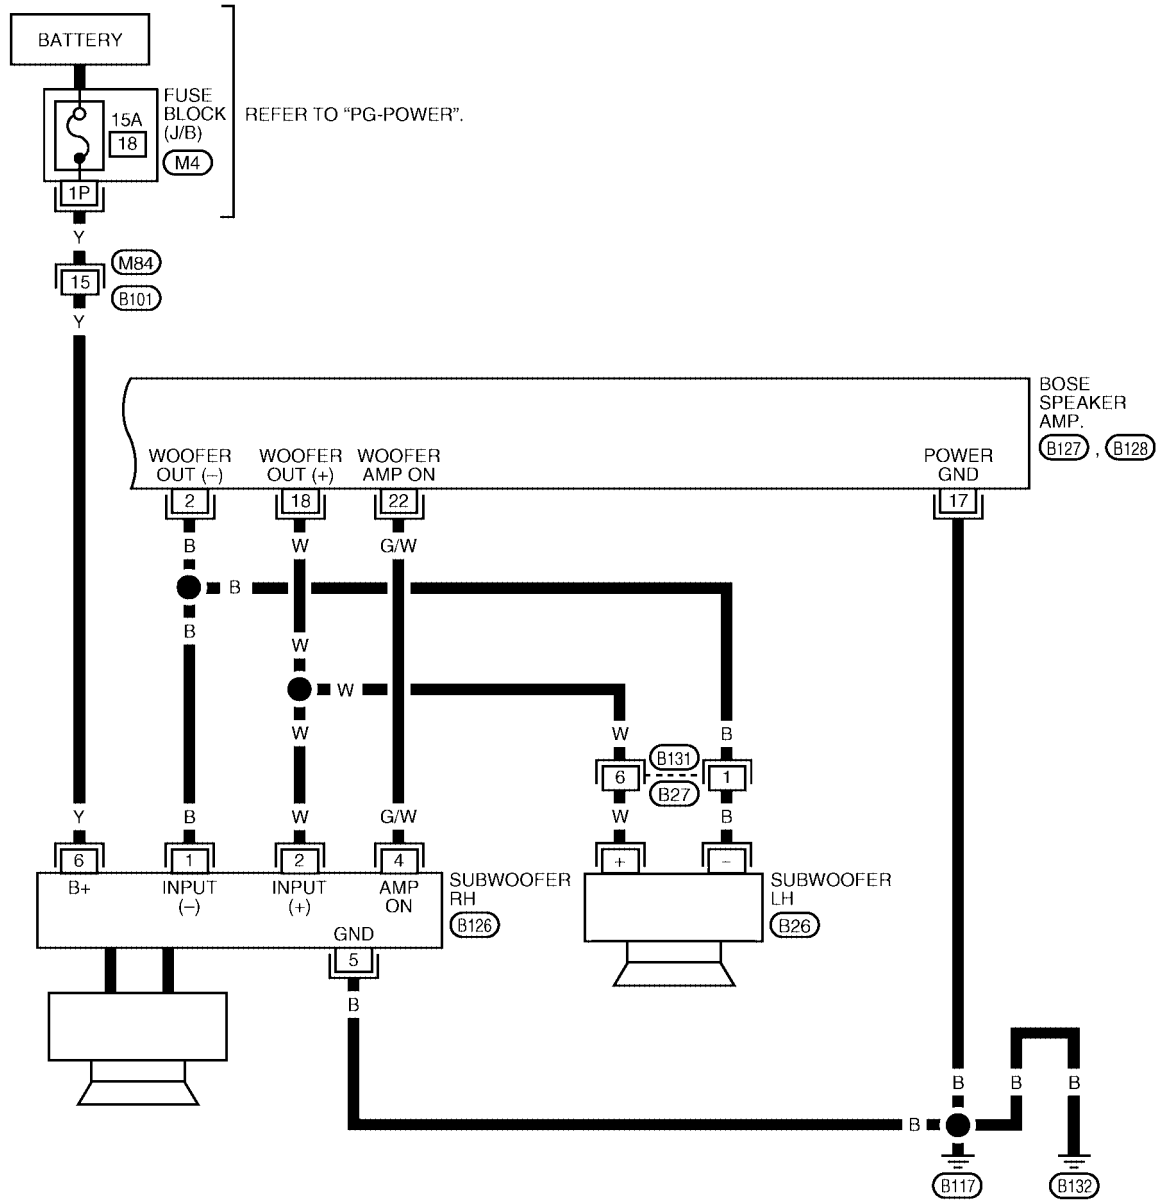 BATTERY
15A
18
FUSE
BLOCK
(J/B)
M4
REFER TO “PG-POWER”.
1P
Y
M84
15
B101
Y
BOSE
SPEAKER
AMP.
B127 , B128
WOOFER
OUT (–)
WOOFER
OUT (+)
WOOFER
AMP ON
POWER
GND
2 18 22 17
B W G/W
B
B W
W
W W B
6 B131 1
B27
Y B W G/W W B
6 1 2 4 + –
B+
INPUT
(–)
INPUT
(+)
AMP
ON
SUBWOOFER
RH
B126
SUBWOOFER
LH
B26
GND
5
B
B B B
B
B117 B132